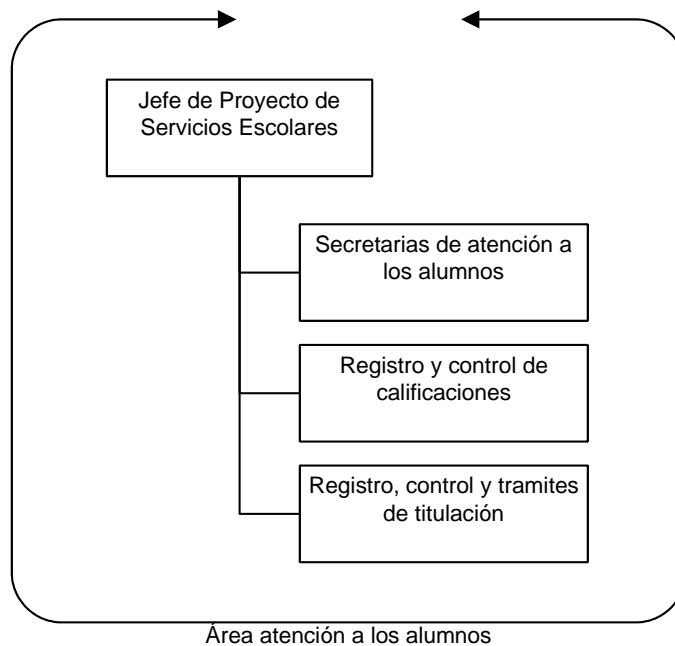 Jefe de Proyecto de
Servicios Escolares
Secretarias de atención a
los alumnos
Registro y control de
calificaciones
Registro, control y tramites
de titulación
Área atención a los alumnos